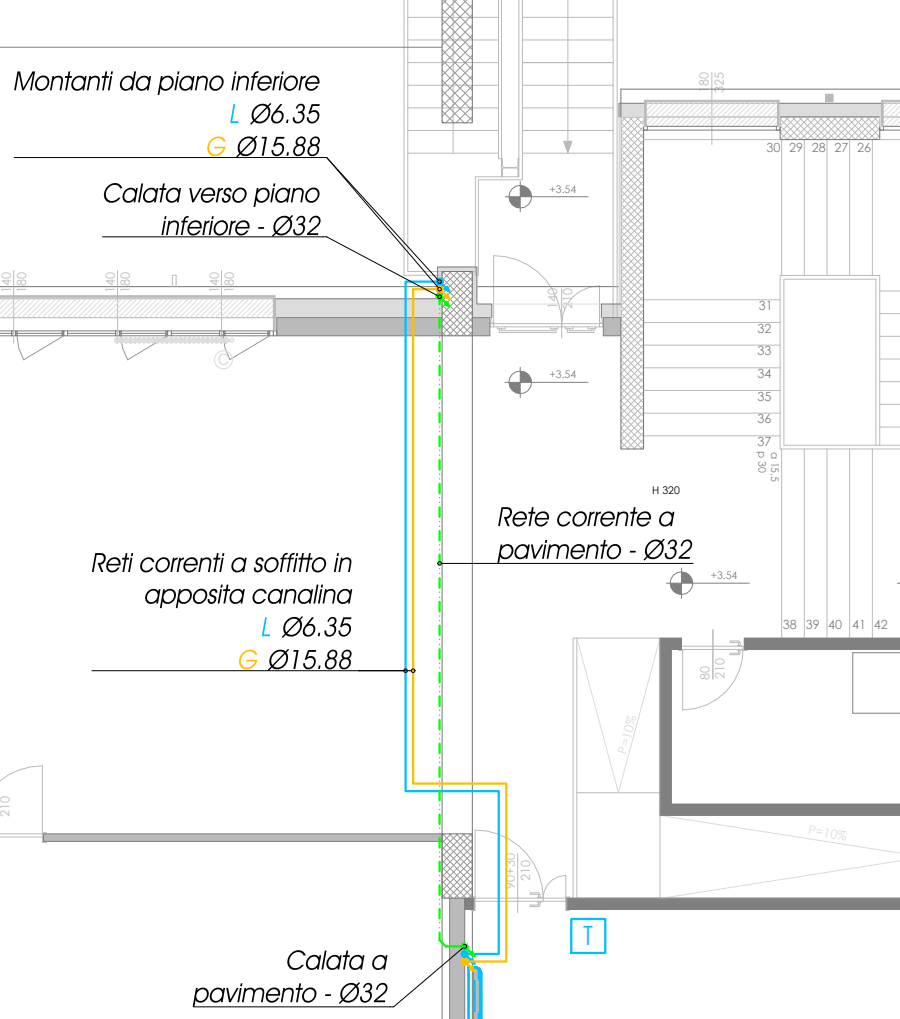 Montanti da piano inferiore
L Ø6.35
G Ø15.88
Calata verso piano
inferiore - Ø32
80
325
30 29 28 27 26
+3.54
140
180
140
180
140
180
C
140
210
31
32
33
34
35
36
37
+3.54
a 15,5
p 30
H 320
Rete corrente a
pavimento - Ø32
Reti correnti a soffitto in
apposita canalina
L Ø6.35
G Ø15.88
+3.54
38 39 40 41 42
80
210
P=10%
210
P=10%
90+30
210
T
Calata a
pavimento - Ø32